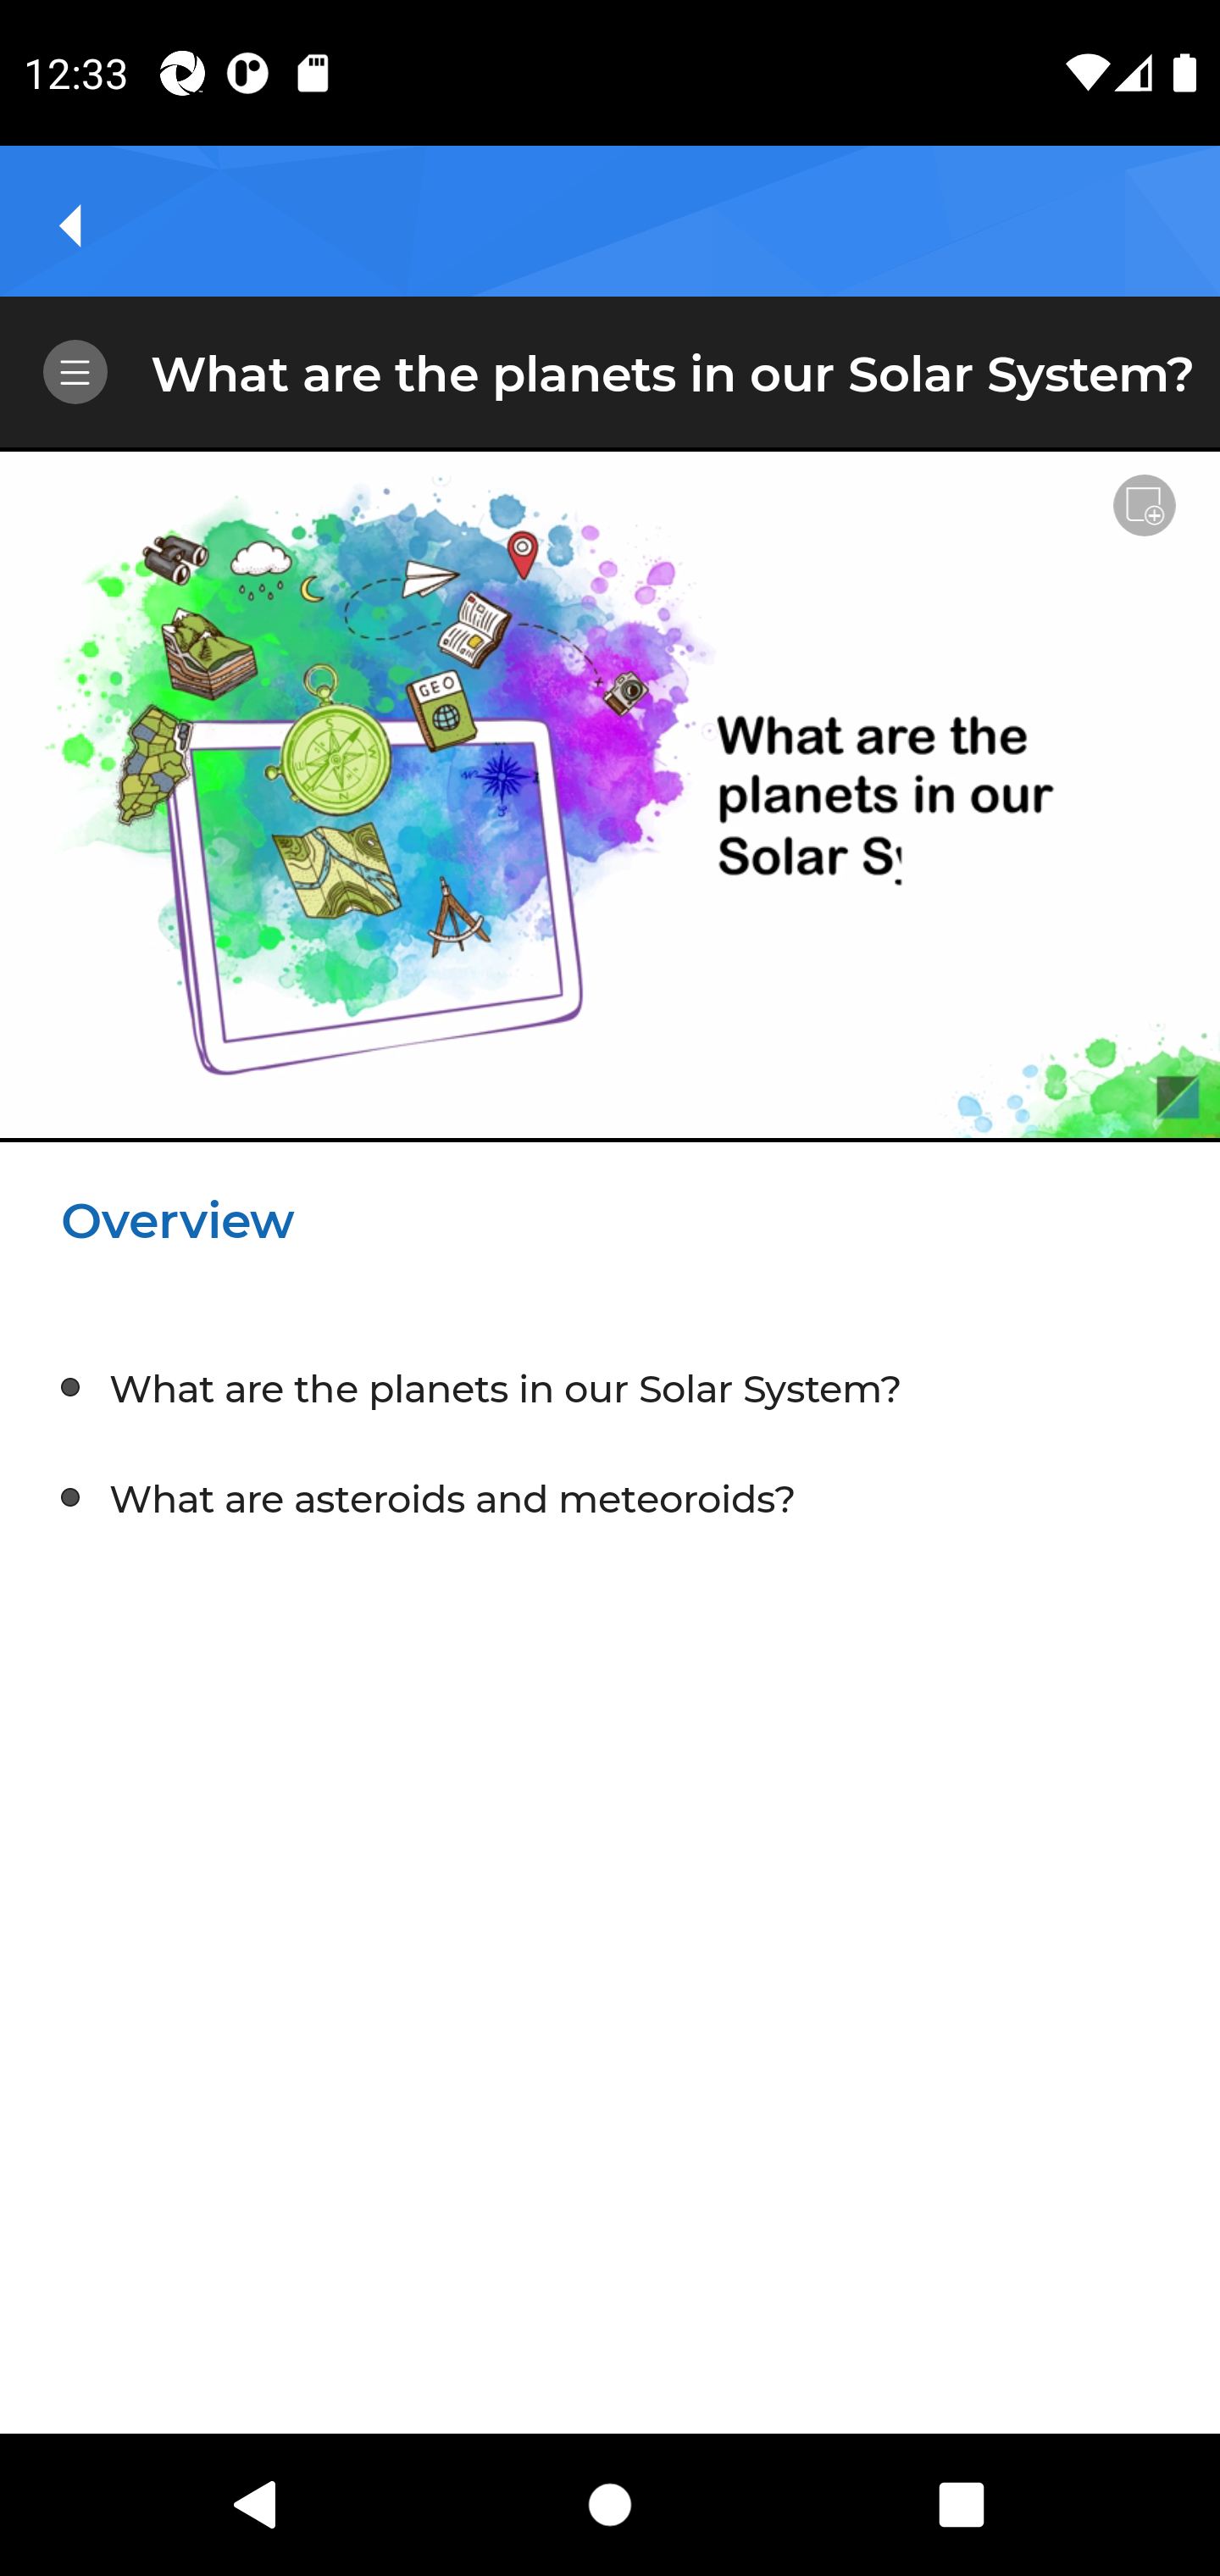 12:33
What are the planets in our Solar System?
GEO
What are the
planets in our
Solar Sy
Overview
What are the planets in our Solar System?
What are asteroids and meteoroids?